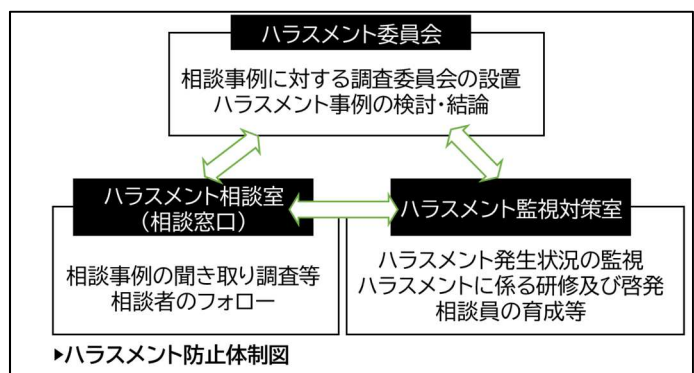 ハラスメント委員会
相談事例に対する調査委員会の設置
ハラスメント事例の検討・結論
ハラスメント相談室
(相談窓口)
相談事例の聞き取り調査等
相談者のフォロー
ハラスメント監視対策室
ハラスメント発生状況の監視
ハラスメントに係る研修及び啓発
相談員の育成等
▶ハラスメント防止体制図